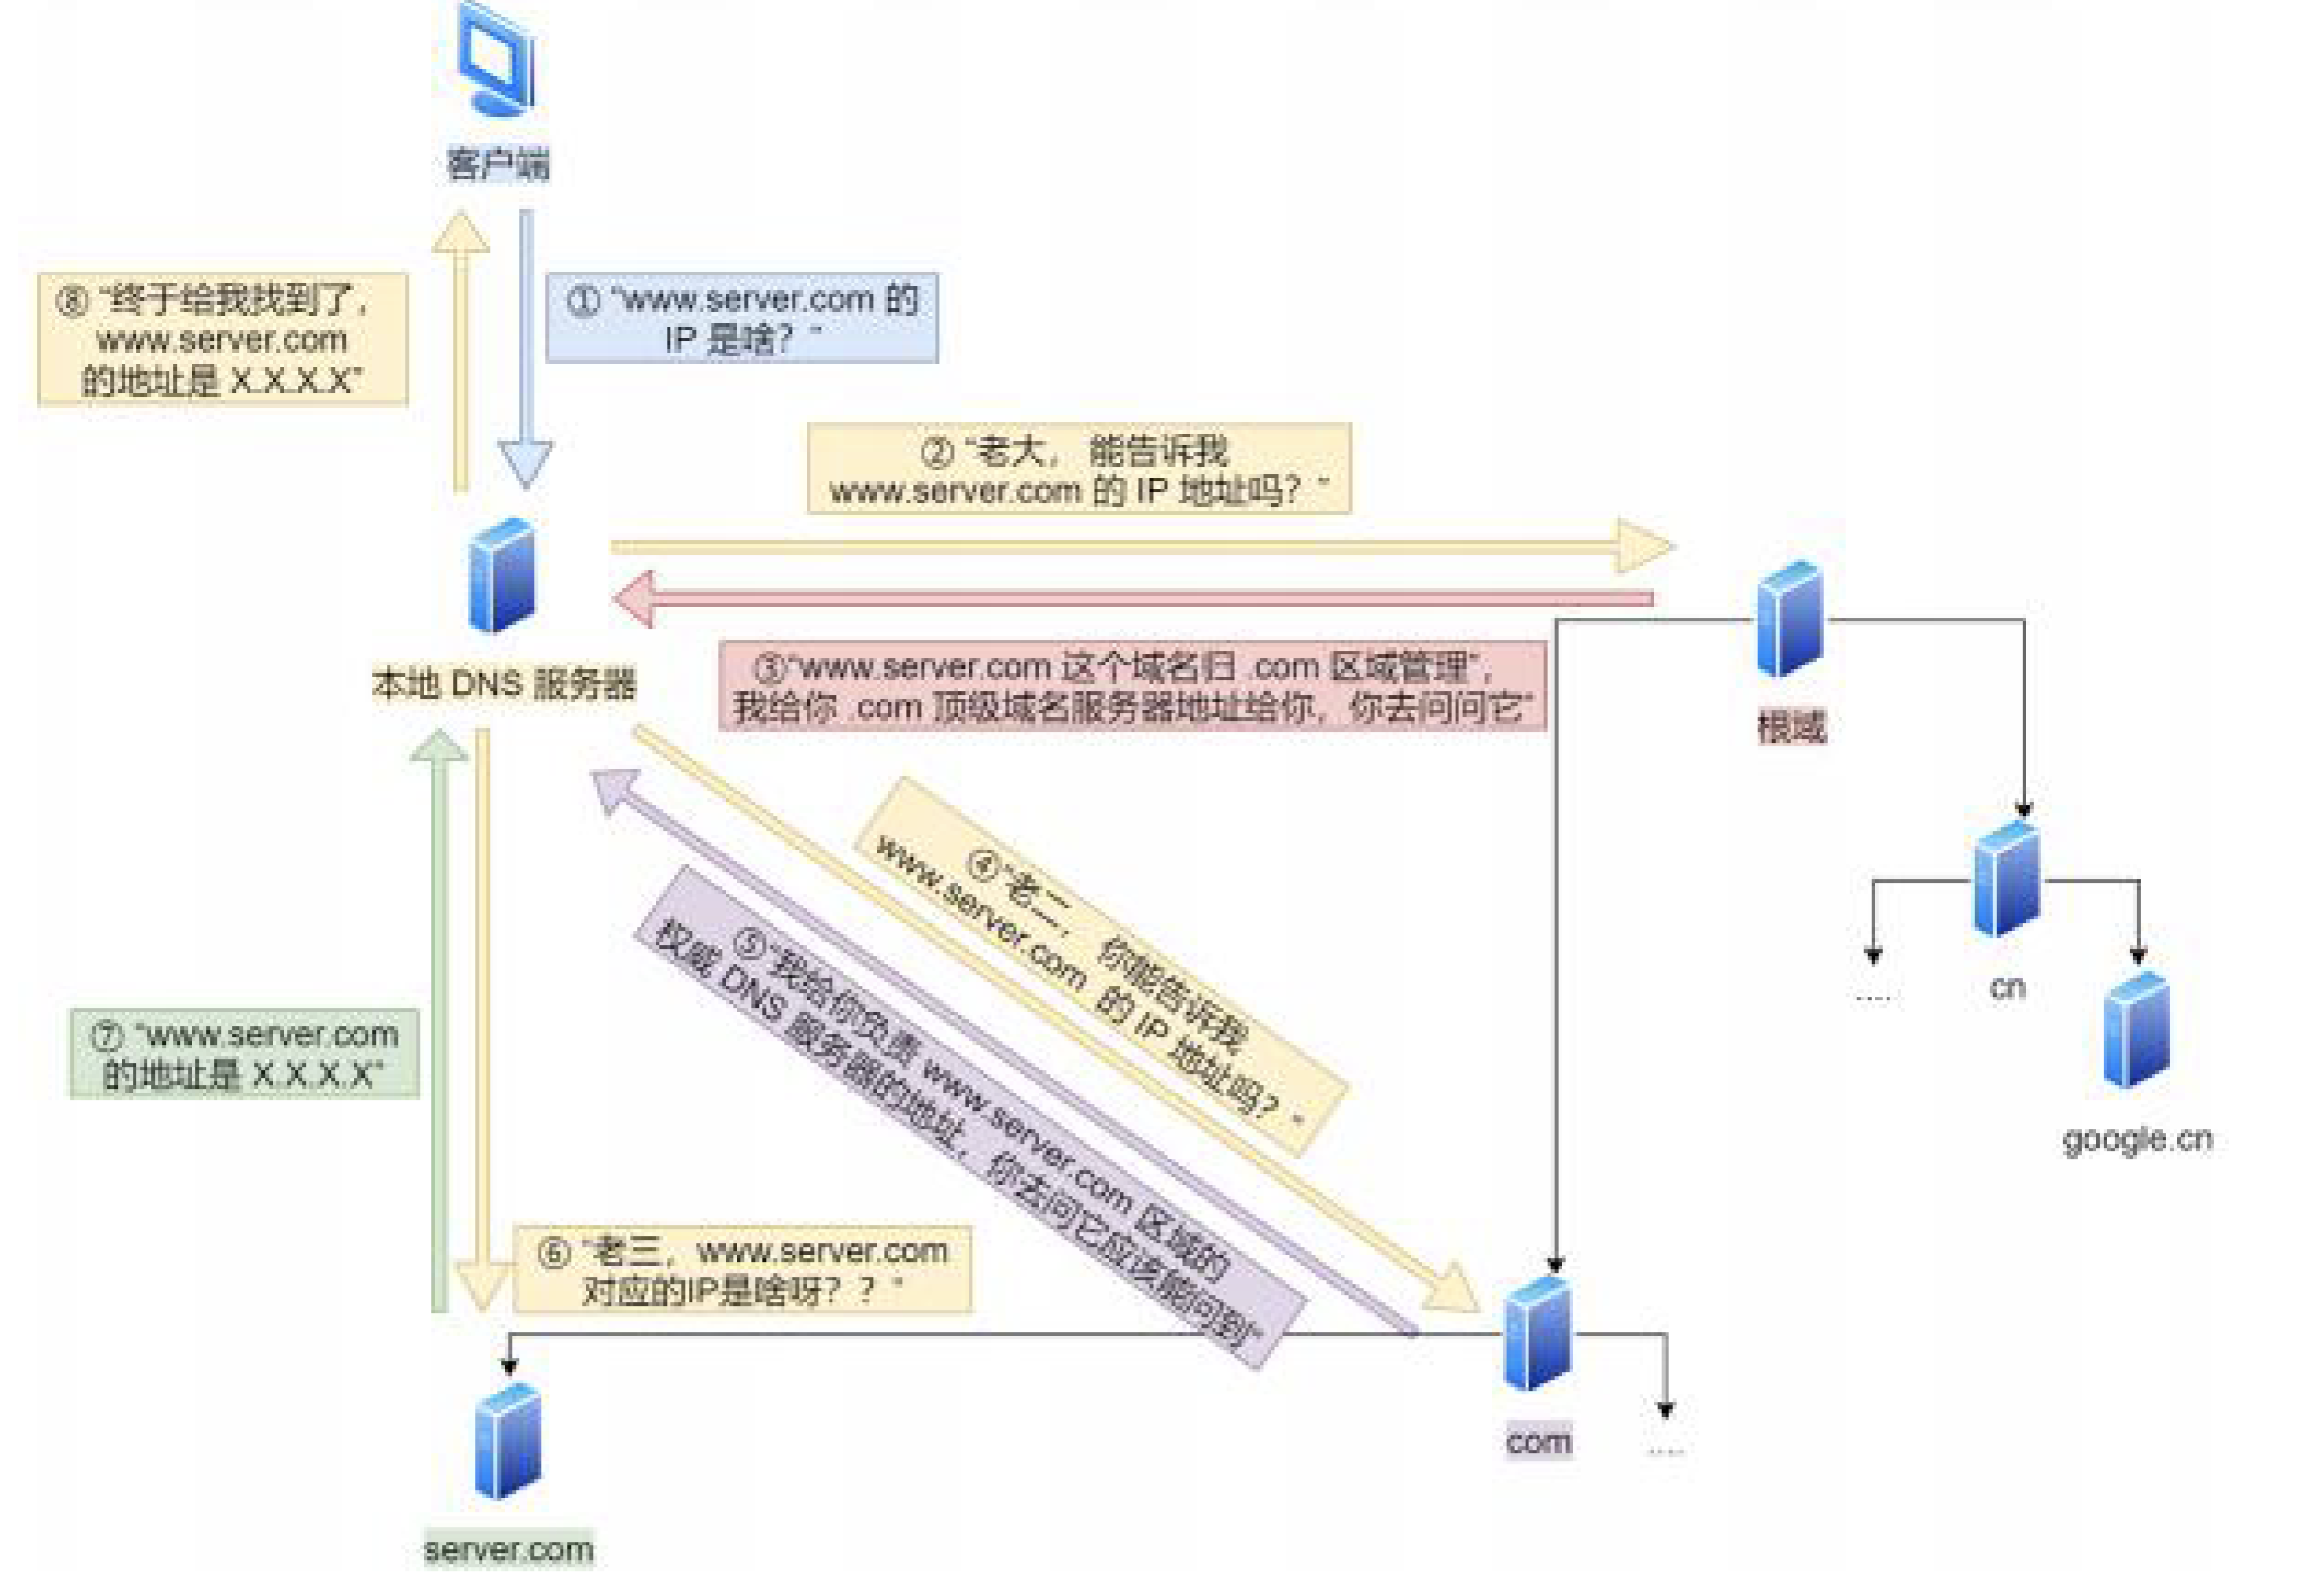 客户端
⑧ “终于给我找到了，
www.server.com
的地址是 X.X.X.X”
① “www.server.com 的
IP 是啥？”
② “老大， 能告诉我
www.server.com 的 IP 地址吗？”
本地 DNS 服务器
③“www.server.com 这个域名归 .com 区域管理”，
我给你 .com 顶级域名服务器地址给你，你去问问它”
根域
④“老二， 你能告诉我
www.server.com 的 IP 地址吗？”
⑤“我给你负责 www.server.com 区域的
权威 DNS 服务器的地址，你去问它应该能问到”
....
cn
google.cn
⑦ “www.server.com
的地址是 X.X.X.X”
⑥ “老三，www.server.com
对应的IP是啥呀？？”
com
....
server.com